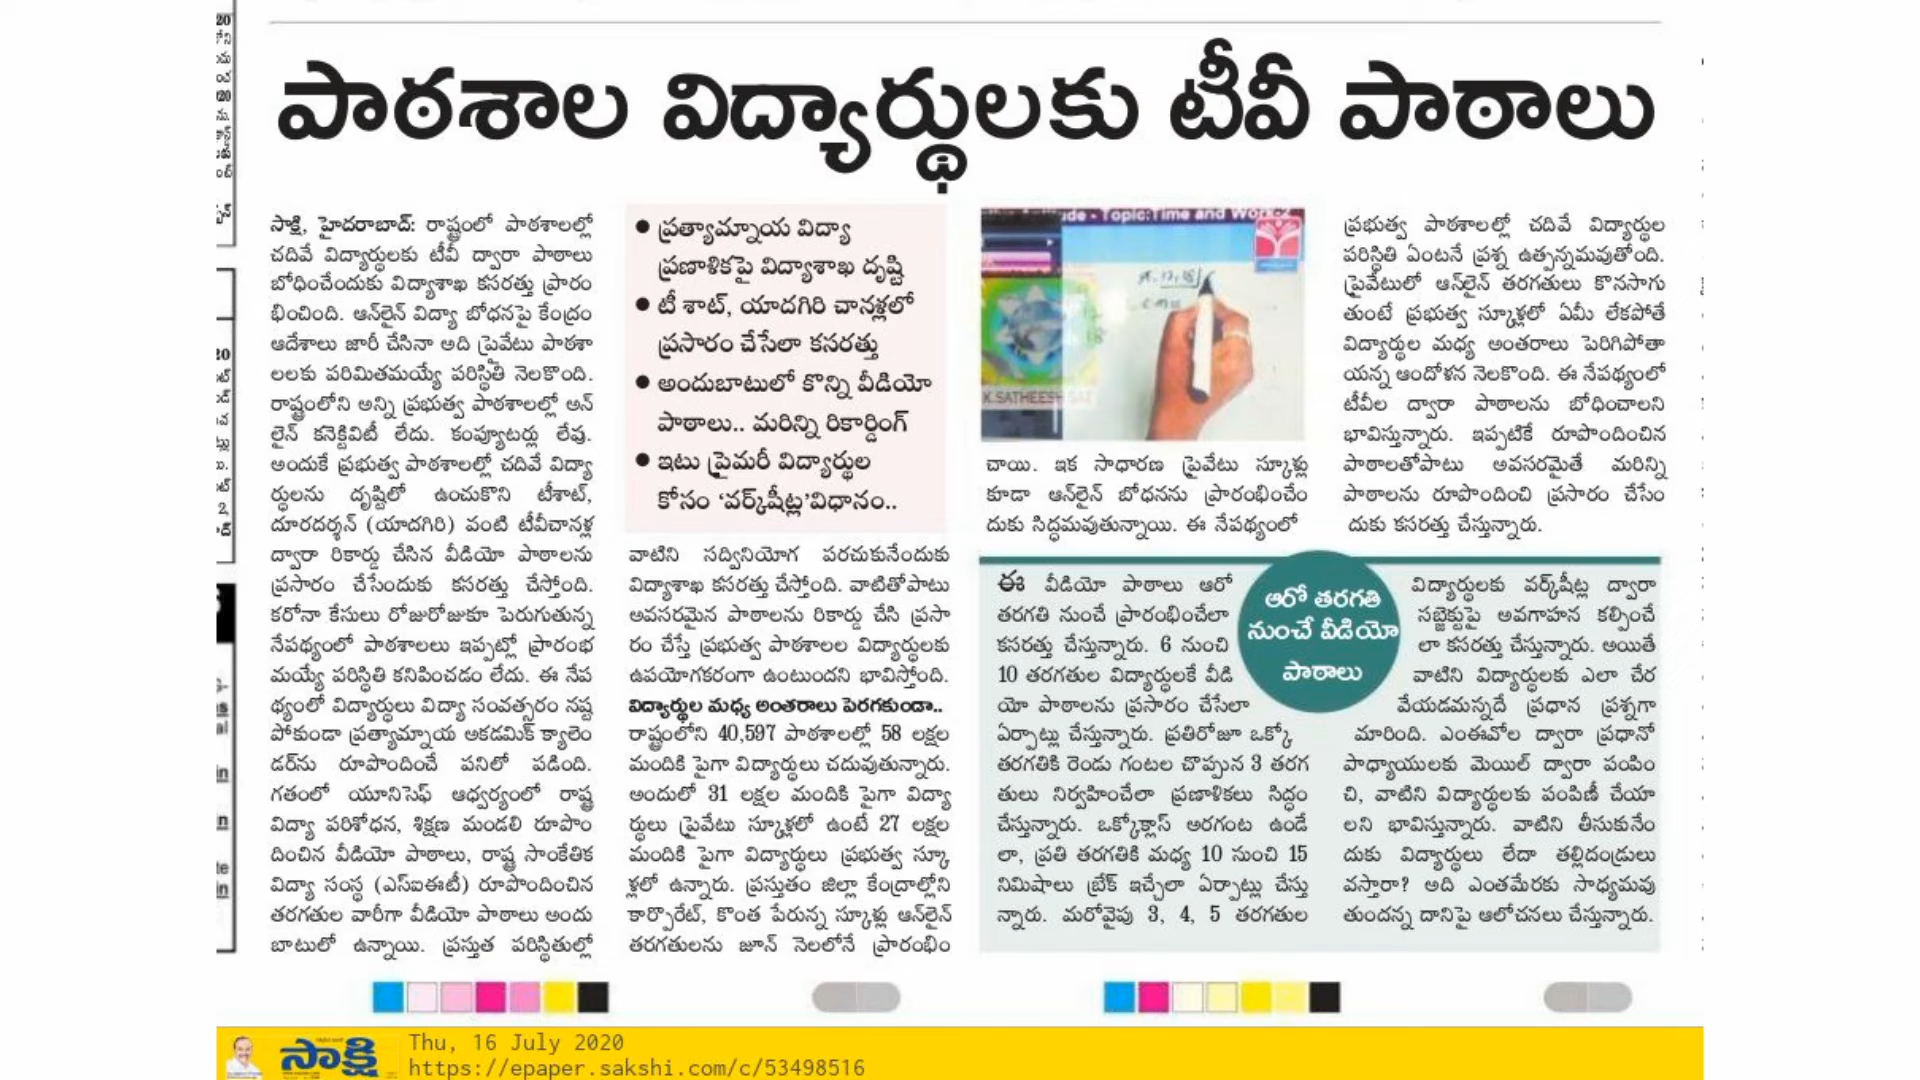 పాఠశాల విద్యార్థులకు టీవీ పాఠాలు
సాక్షి, హైదరాబాద్: రాష్ట్రంలో పాఠశాలల్లో
చదివే విద్యార్థులకు టీవీ ద్వారా పాఠాలు
బోధించేందుకు విద్యాశాఖ కసరత్తు ప్రారం
భించింది. ఆన్‌లైన్ విద్యా బోధనపై కేంద్రం
ఆదేశాలు జారీ చేసినా అది ప్రైవేటు పాఠశా
లలకు పరిమితమయ్యే పరిస్థితి నెలకొంది.
రాష్ట్రంలోని అన్ని ప్రభుత్వ పాఠశాలల్లో అన్
లైన్ కనెక్టివిటీ లేదు. కంప్యూటర్లు లేవు.
అందుకే ప్రభుత్వ పాఠశాలల్లో చదివే విద్యా
ర్థులను దృష్టిలో ఉంచుకొని టీశాట్,
దూరదర్శన్ (యాదగిరి) వంటి టీవీచానళ్ల
ద్వారా రికార్డు చేసిన వీడియో పాఠాలను
ప్రసారం చేసేందుకు కసరత్తు చేస్తోంది.
కరోనా కేసులు రోజురోజుకూ పెరుగుతున్న
నేపథ్యంలో పాఠశాలలు ఇప్పట్లో ప్రారంభ
మయ్యే పరిస్థితి కనిపించడం లేదు. ఈ నేప
థ్యంలో విద్యార్థులు విద్యా సంవత్సరం నష్ట
పోకుండా ప్రత్యామ్నాయ అకడమిక్ క్యాలెం
డర్‌ను రూపొందించే పనిలో పడింది.
గతంలో యూనిసెఫ్ ఆధ్వర్యంలో రాష్ట్ర
విద్యా పరిశోధన, శిక్షణ మండలి రూపొం
దించిన వీడియో పాఠాలు, రాష్ట్ర సాంకేతిక
విద్యా సంస్థ (ఎస్ఐఈటీ) రూపొందించిన
తరగతుల వారీగా వీడియో పాఠాలు అందు
బాటులో ఉన్నాయి. ప్రస్తుత పరిస్థితుల్లో
● ప్రత్యామ్నాయ విద్యా
ప్రణాళికపై విద్యాశాఖ దృష్టి
● టీ శాట్, యాదగిరి చానళ్లలో
ప్రసారం చేసేలా కసరత్తు
● అందుబాటులో కొన్ని వీడియో
పాఠాలు.. మరిన్ని రికార్డింగ్
● ఇటు ప్రైమరీ విద్యార్థుల
కోసం ‘వర్క్‌షీట్ల’విధానం..
వాటిని సద్వినియోగ పరచుకునేందుకు
విద్యాశాఖ కసరత్తు చేస్తోంది. వాటితోపాటు
అవసరమైన పాఠాలను రికార్డు చేసి ప్రసా
రం చేస్తే ప్రభుత్వ పాఠశాలల విద్యార్థులకు
ఉపయోగకరంగా ఉంటుందని భావిస్తోంది.
విద్యార్థుల మధ్య అంతరాలు పెరగకుండా..
రాష్ట్రంలోని 40,597 పాఠశాలల్లో 58 లక్షల
మందికి పైగా విద్యార్థులు చదువుతున్నారు.
అందులో 31 లక్షల మందికి పైగా విద్యా
ర్థులు ప్రైవేటు స్కూళ్లలో ఉంటే 27 లక్షల
మందికి పైగా విద్యార్థులు ప్రభుత్వ స్కూ
ళ్లలో ఉన్నారు. ప్రస్తుతం జిల్లా కేంద్రాల్లోని
కార్పొరేట్, కొంత పేరున్న స్కూళ్లు ఆన్‌లైన్
తరగతులను జూన్ నెలలోనే ప్రారంభిం
ude - Topic:Time and Work-2
K.SATHEESH
చాయి. ఇక సాధారణ ప్రైవేటు స్కూళ్లు
కూడా ఆన్‌లైన్ బోధనను ప్రారంభించేం
దుకు సిద్ధమవుతున్నాయి. ఈ నేపథ్యంలో
ప్రభుత్వ పాఠశాలల్లో చదివే విద్యార్థుల
పరిస్థితి ఏంటనే ప్రశ్న ఉత్పన్నమవుతోంది.
ప్రైవేటులో ఆన్‌లైన్ తరగతులు కొనసాగు
తుంటే ప్రభుత్వ స్కూళ్లలో ఏమీ లేకపోతే
విద్యార్థుల మధ్య అంతరాలు పెరిగిపోతా
యన్న ఆందోళన నెలకొంది. ఈ నేపథ్యంలో
టీవీల ద్వారా పాఠాలను బోధించాలని
భావిస్తున్నారు. ఇప్పటికే రూపొందించిన
పాఠాలతోపాటు అవసరమైతే మరిన్ని
పాఠాలను రూపొందించి ప్రసారం చేసేం
దుకు కసరత్తు చేస్తున్నారు.
ఆరో తరగతి
నుంచే వీడియో
పాఠాలు
ఈ వీడియో పాఠాలు ఆరో
తరగతి నుంచే ప్రారంభించేలా
కసరత్తు చేస్తున్నారు. 6 నుంచి
10 తరగతుల విద్యార్థులకే వీడి
యో పాఠాలను ప్రసారం చేసేలా
ఏర్పాట్లు చేస్తున్నారు. ప్రతిరోజూ ఒక్కో
తరగతికి రెండు గంటల చొప్పున 3 తరగ
తులు నిర్వహించేలా ప్రణాళికలు సిద్ధం
చేస్తున్నారు. ఒక్కోక్లాస్ అరగంట ఉండే
లా, ప్రతి తరగతికి మధ్య 10 నుంచి 15
నిమిషాలు బ్రేక్ ఇచ్చేలా ఏర్పాట్లు చేస్తు
న్నారు. మరోవైపు 3, 4, 5 తరగతుల
విద్యార్థులకు వర్క్‌షీట్ల ద్వారా
సబ్జెక్టుపై అవగాహన కల్పించే
లా కసరత్తు చేస్తున్నారు. అయితే
వాటిని విద్యార్థులకు ఎలా చేర
వేయడమన్నదే ప్రధాన ప్రశ్నగా
మారింది. ఎంఈవోల ద్వారా ప్రధానో
పాధ్యాయులకు మెయిల్ ద్వారా పంపిం
చి, వాటిని విద్యార్థులకు పంపిణీ చేయా
లని భావిస్తున్నారు. వాటిని తీసుకునేం
దుకు విద్యార్థులు లేదా తల్లిదండ్రులు
వస్తారా? అది ఎంతమేరకు సాధ్యమవు
తుందన్న దానిపై ఆలోచనలు చేస్తున్నారు.
సాక్షి
Thu, 16 July 2020
https://epaper.sakshi.com/c/53498516